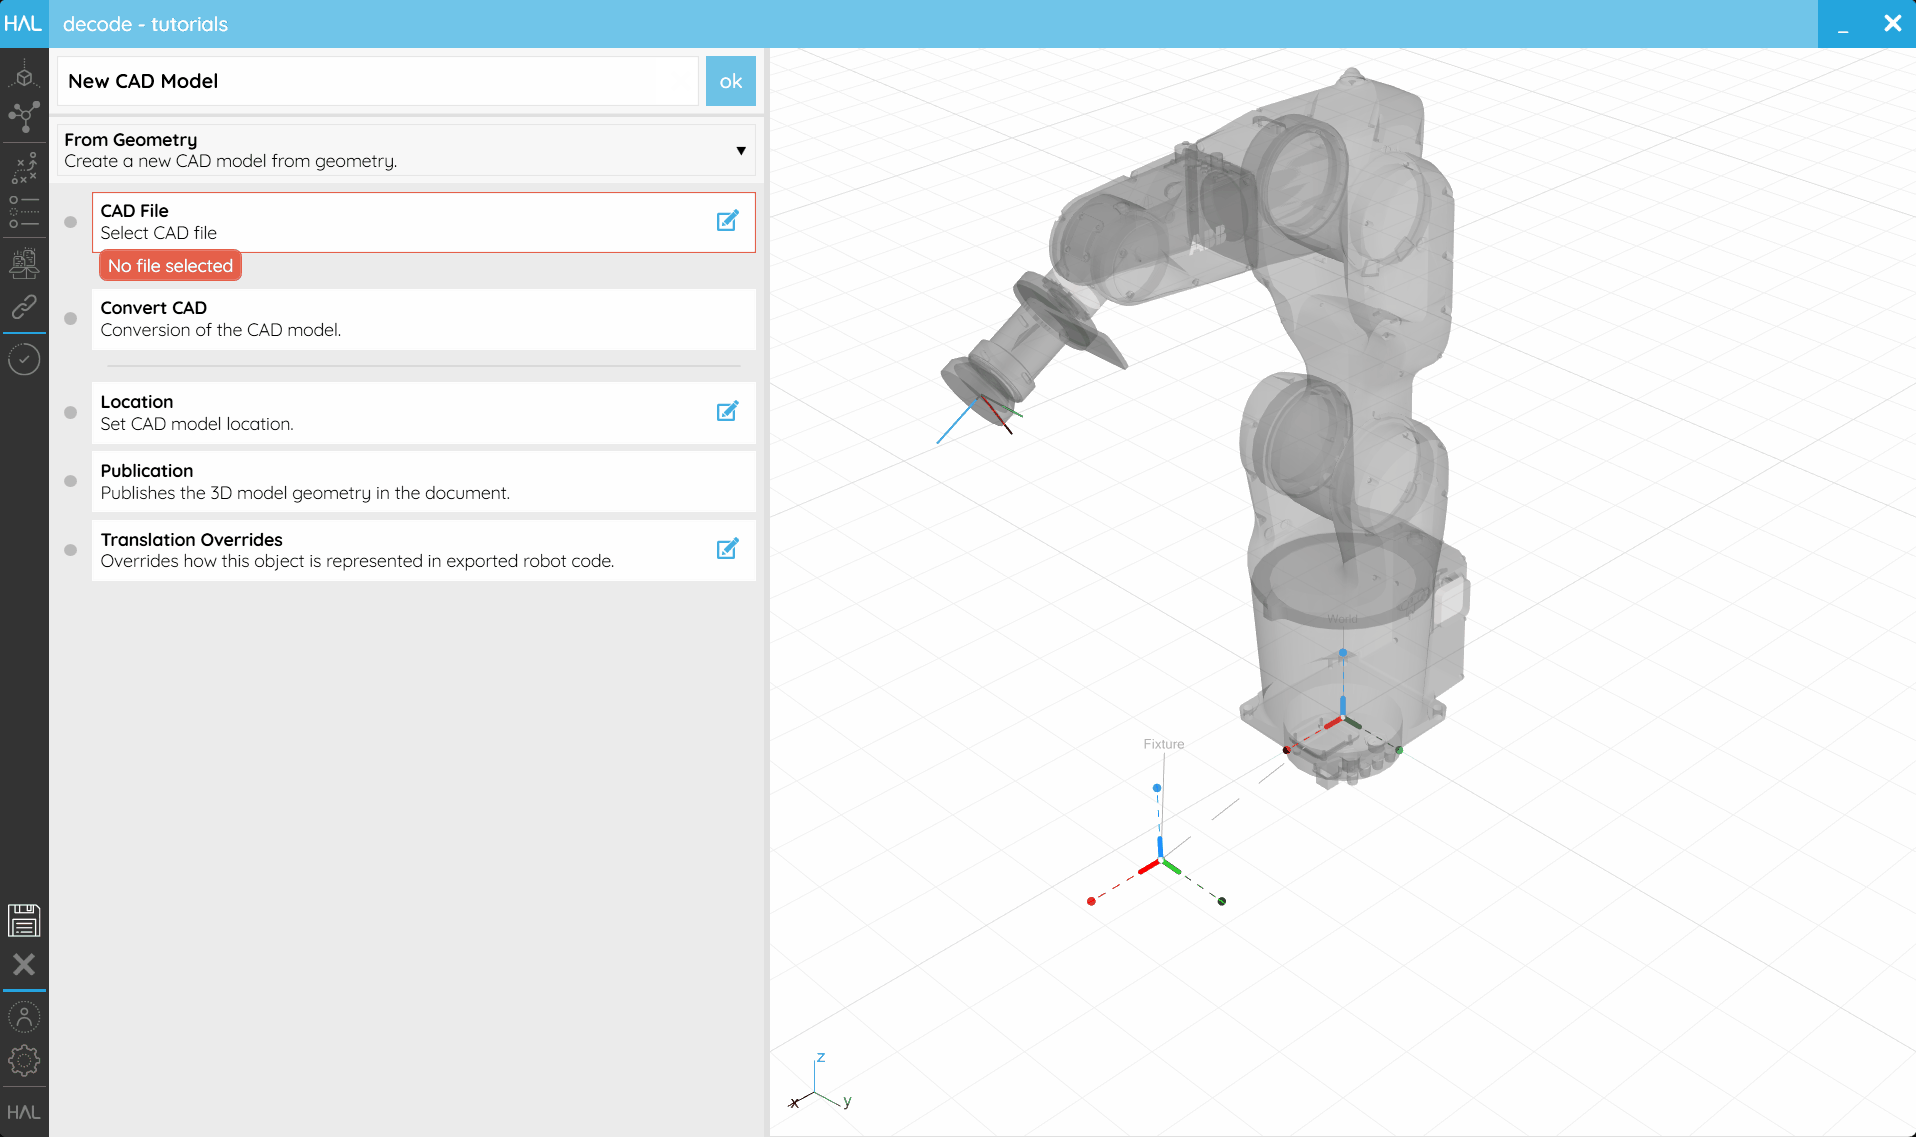 HAL
decode - tutorials
New CAD Model
ok
From Geometry
Create a new CAD model from geometry.
CAD File
Select CAD file
No file selected
Convert CAD
Conversion of the CAD model.
Location
Set CAD model location.
Publication
Publishes the 3D model geometry in the document.
Translation Overrides
Overrides how this object is represented in exported robot code.
HAL
ABB
World
Fixture
z
x
y